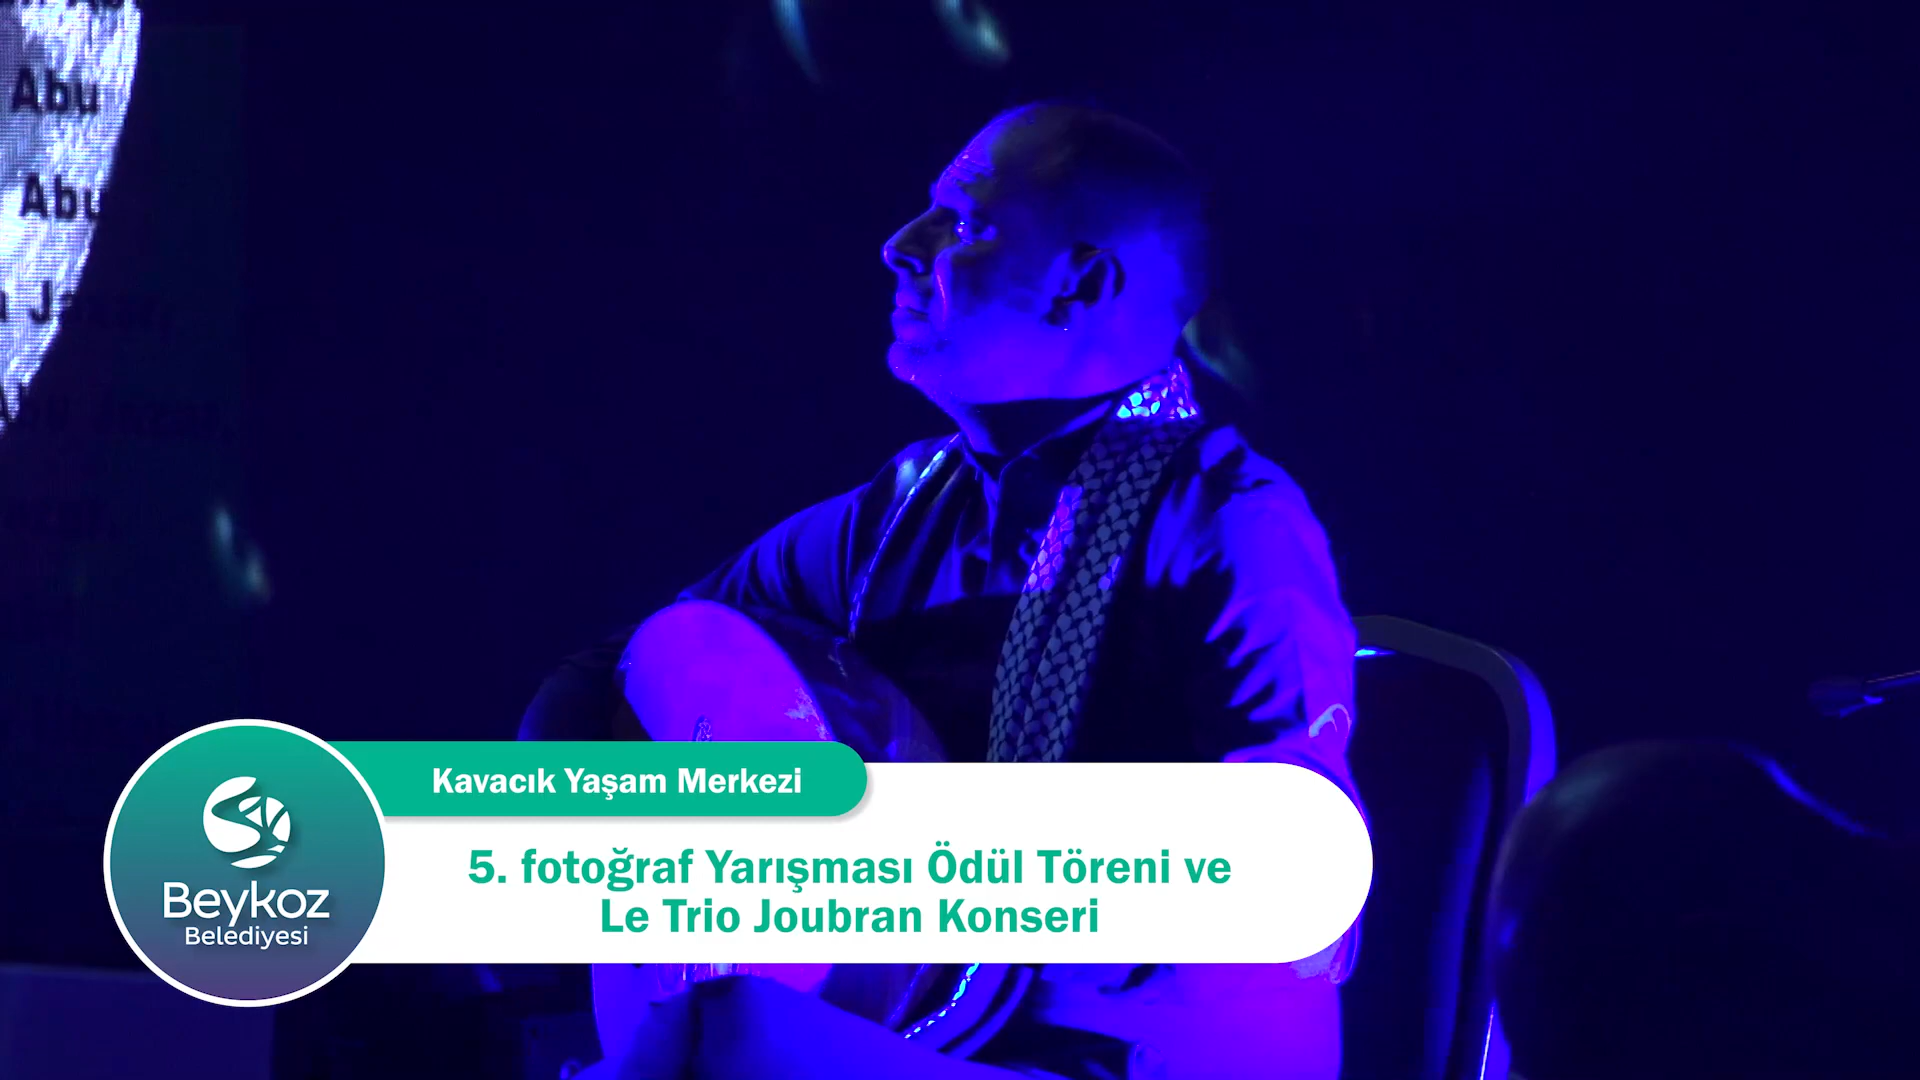 Abu
Abu
Kavacık Yaşam Merkezi
5. fotoğraf Yarışması Ödül Töreni ve
Le Trio Joubran Konseri
Beykoz
Belediyesi